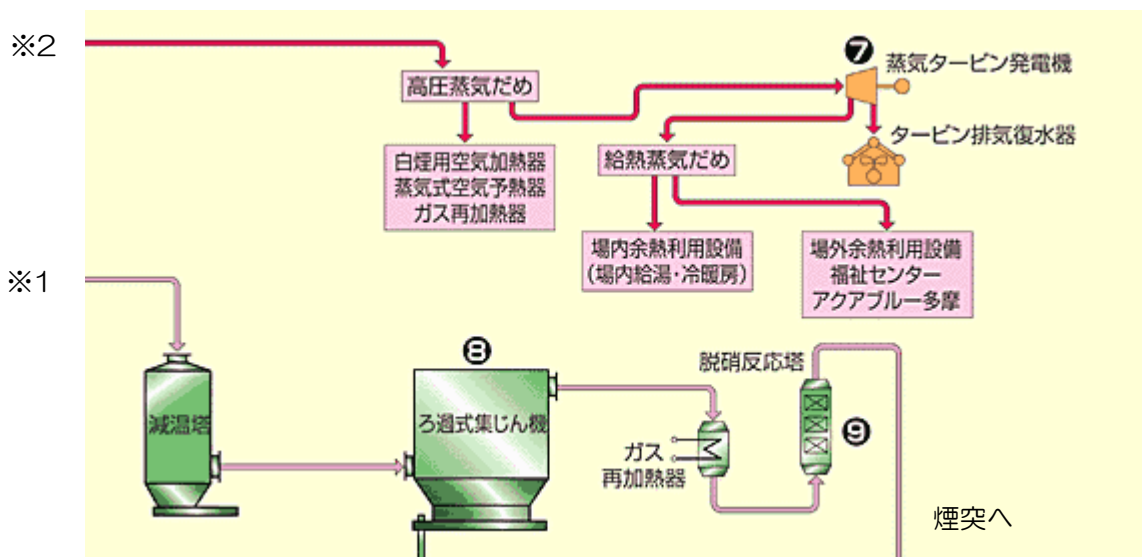 ※2
❼
蒸気タービン発電機
高圧蒸気だめ
タービン排気復水器
白煙用空気加熱器
蒸気式空気予熱器
ガス再加熱器
給熱蒸気だめ
場内余熱利用設備
(場内給湯・冷暖房)
場外余熱利用設備
福祉センター
アクアブルー多摩
※1
❽
脱硝反応塔
減温塔
ろ過式集じん機
❾
ガス
再加熱器
煙突へ